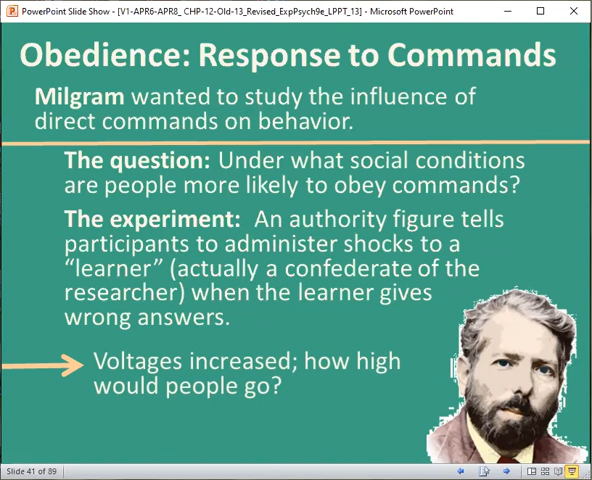 PowerPoint Slide Show - [V1-APR6-APR8_ CHP-12-Old-13_Revised_ExpPsych9e_LPPT_13] - Microsoft PowerPoint
Obedience: Response to Commands
Milgram wanted to study the influence of
direct commands on behavior.
The question: Under what social conditions
are people more likely to obey commands?
The experiment: An authority figure tells
participants to administer shocks to a
“learner” (actually a confederate of the
researcher) when the learner gives
wrong answers.
Voltages increased; how high
would people go?
Slide 41 of 89